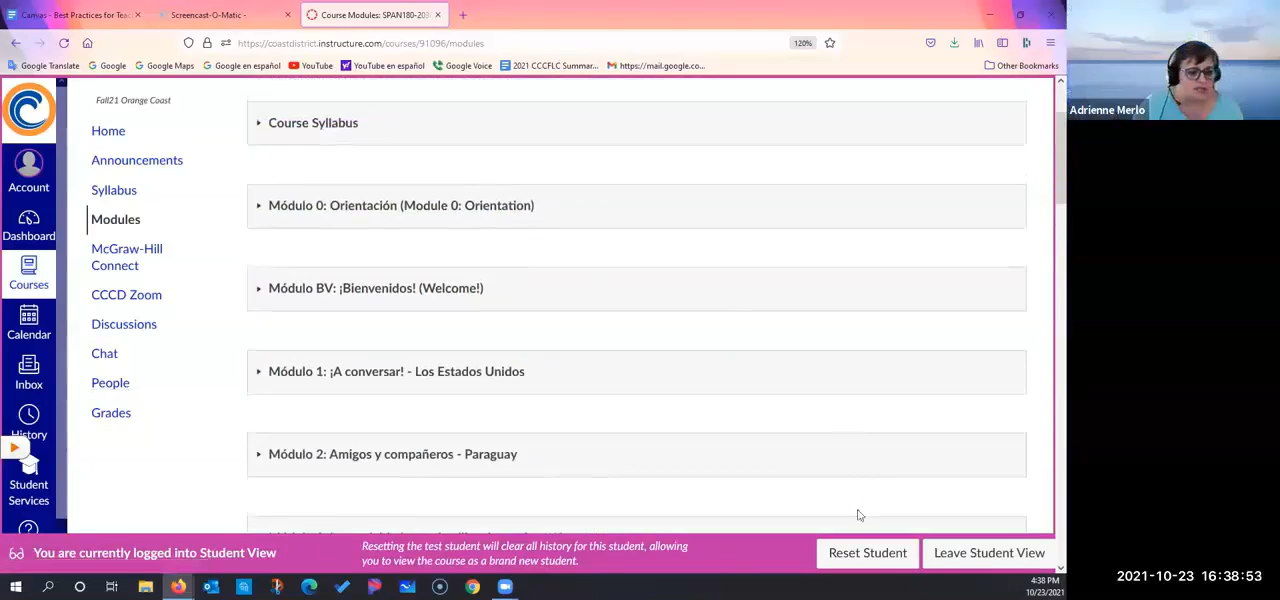 Canvas - Best Practices for Teac
Screencast-O-Matic -
Course Modules: SPAN180-203
https://coastdistrict.instructure.com/courses/91096/modules
120%
Google Translate
Google
Google Maps
Google en español
YouTube
YouTube en español
Google Voice
2021 CCCFLC Summar...
https://mail.google.co...
Other Bookmarks
Adrienne Merlo
Fall21 Orange Coast
Home
Announcements
Syllabus
Modules
McGraw-Hill
Connect
CCCD Zoom
Discussions
Chat
People
Grades
Account
Dashboard
Courses
Calendar
Inbox
History
Student
Services
Course Syllabus
Módulo 0: Orientación (Module 0: Orientation)
Módulo BV: ¡Bienvenidos! (Welcome!)
Módulo 1: ¡A conversar! - Los Estados Unidos
Módulo 2: Amigos y compañeros - Paraguay
You are currently logged into Student View
Resetting the test student will clear all history for this student, allowing
you to view the course as a brand new student.
Reset Student
Leave Student View
4:38 PM
10/23/2021
2021-10-23 16:38:53